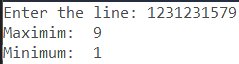 Enter the line: 1231231579
Maximim:  9
Minimum:  1